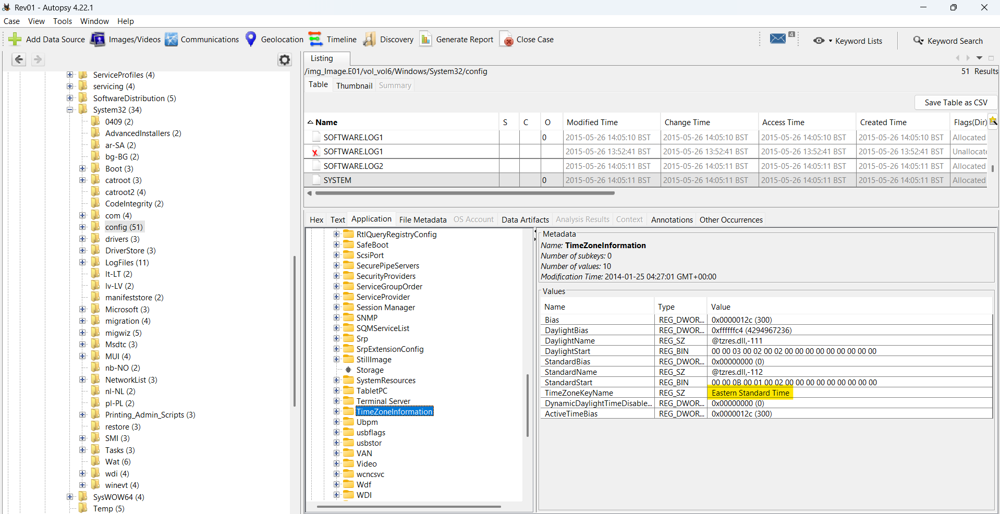 Rev01 - Autopsy 4.22.1
Case View Tools Window Help
Add Data Source Images/Videos Communications Geolocation Timeline Discovery Generate Report Close Case 4 Keyword Lists Keyword Search
ServiceProfiles (4)
servicing (4)
SoftwareDistribution (5)
System32 (34)
0409 (2)
AdvancedInstallers (2)
ar-SA (2)
bg-BG (2)
Boot (3)
catroot (3)
catroot2 (4)
CodeIntegrity (2)
com (4)
config (51)
drivers (3)
DriverStore (3)
LogFiles (11)
lt-LT (2)
lv-LV (2)
manifeststore (2)
Microsoft (3)
migration (4)
migwiz (5)
Msdtc (3)
MUI (4)
nb-NO (2)
NetworkList (3)
nl-NL (2)
pl-PL (2)
Printing_Admin_Scripts (3)
restore (3)
SMI (3)
Tasks (3)
Wat (6)
wdi (4)
winevt (4)
SysWOW64 (4)
Temp (5)
Listing
/img_Image.E01/vol_vol6/Windows/System32/config 51 Results
Table Thumbnail Summary
Save Table as CSV
Name S C O Modified Time Change Time Access Time Created Time Flags(Dir)
SOFTWARE.LOG1 0 2015-05-26 14:05:10 BST 2015-05-26 14:05:10 BST 2015-05-26 14:05:10 BST 2015-05-26 14:05:10 BST Allocated
SOFTWARE.LOG1 2015-05-26 13:52:41 BST 2015-05-26 13:52:41 BST 2015-05-26 13:52:41 BST 2015-05-26 13:52:41 BST Unallocate
SOFTWARE.LOG2 2015-05-26 14:05:11 BST 2015-05-26 14:05:11 BST 2015-05-26 14:05:11 BST 2015-05-26 14:05:11 BST Allocated
SYSTEM 0 2015-05-26 14:05:11 BST 2015-05-26 14:05:11 BST 2015-05-26 14:05:11 BST 2015-05-26 14:05:11 BST Allocated
Hex Text Application File Metadata OS Account Data Artifacts Analysis Results Context Annotations Other Occurrences
RtlQueryRegistryConfig
SafeBoot
ScsiPort
SecurePipeServers
SecurityProviders
ServiceGroupOrder
ServiceProvider
Session Manager
SNMP
SQMServiceList
Srp
SrpExtensionConfig
StillImage
Storage
SystemResources
TabletPC
Terminal Server
TimeZoneInformation
Ubpm
usbflags
usbstor
VAN
Video
wcncsvc
Wdf
WDI
Metadata
Name: TimeZoneInformation
Number of subkeys: 0
Number of values: 10
Modification Time: 2014-01-25 04:27:01 GMT+00:00
Values
Name Type Value
Bias REG_DWOR... 0x0000012c (300)
DaylightBias REG_DWOR... 0xffffffc4 (4294967236)
DaylightName REG_SZ @tzres.dll,-111
DaylightStart REG_BIN 00 00 03 00 02 00 02 00 00 00 00 00 00 00 00 00
StandardBias REG_DWOR... 0x00000000 (0)
StandardName REG_SZ @tzres.dll,-112
StandardStart REG_BIN 00 00 0B 00 01 00 02 00 00 00 00 00 00 00 00 00
TimeZoneKeyName REG_SZ Eastern Standard Time
DynamicDaylightTimeDisable... REG_DWOR... 0x00000000 (0)
ActiveTimeBias REG_DWOR... 0x0000012c (300)